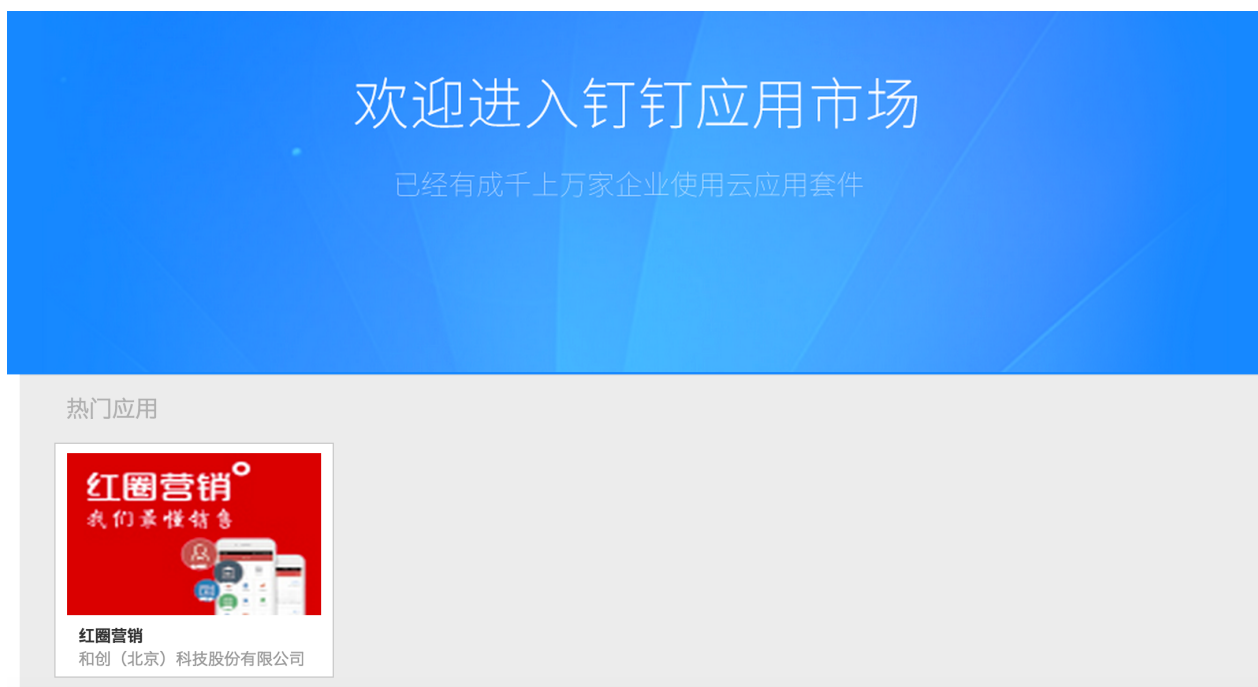 欢迎进入钉钉应用市场
已经有成千上万家企业使用云应用套件
热门应用
红圈营销
我们最懂销售
红圈营销
和创（北京）科技股份有限公司